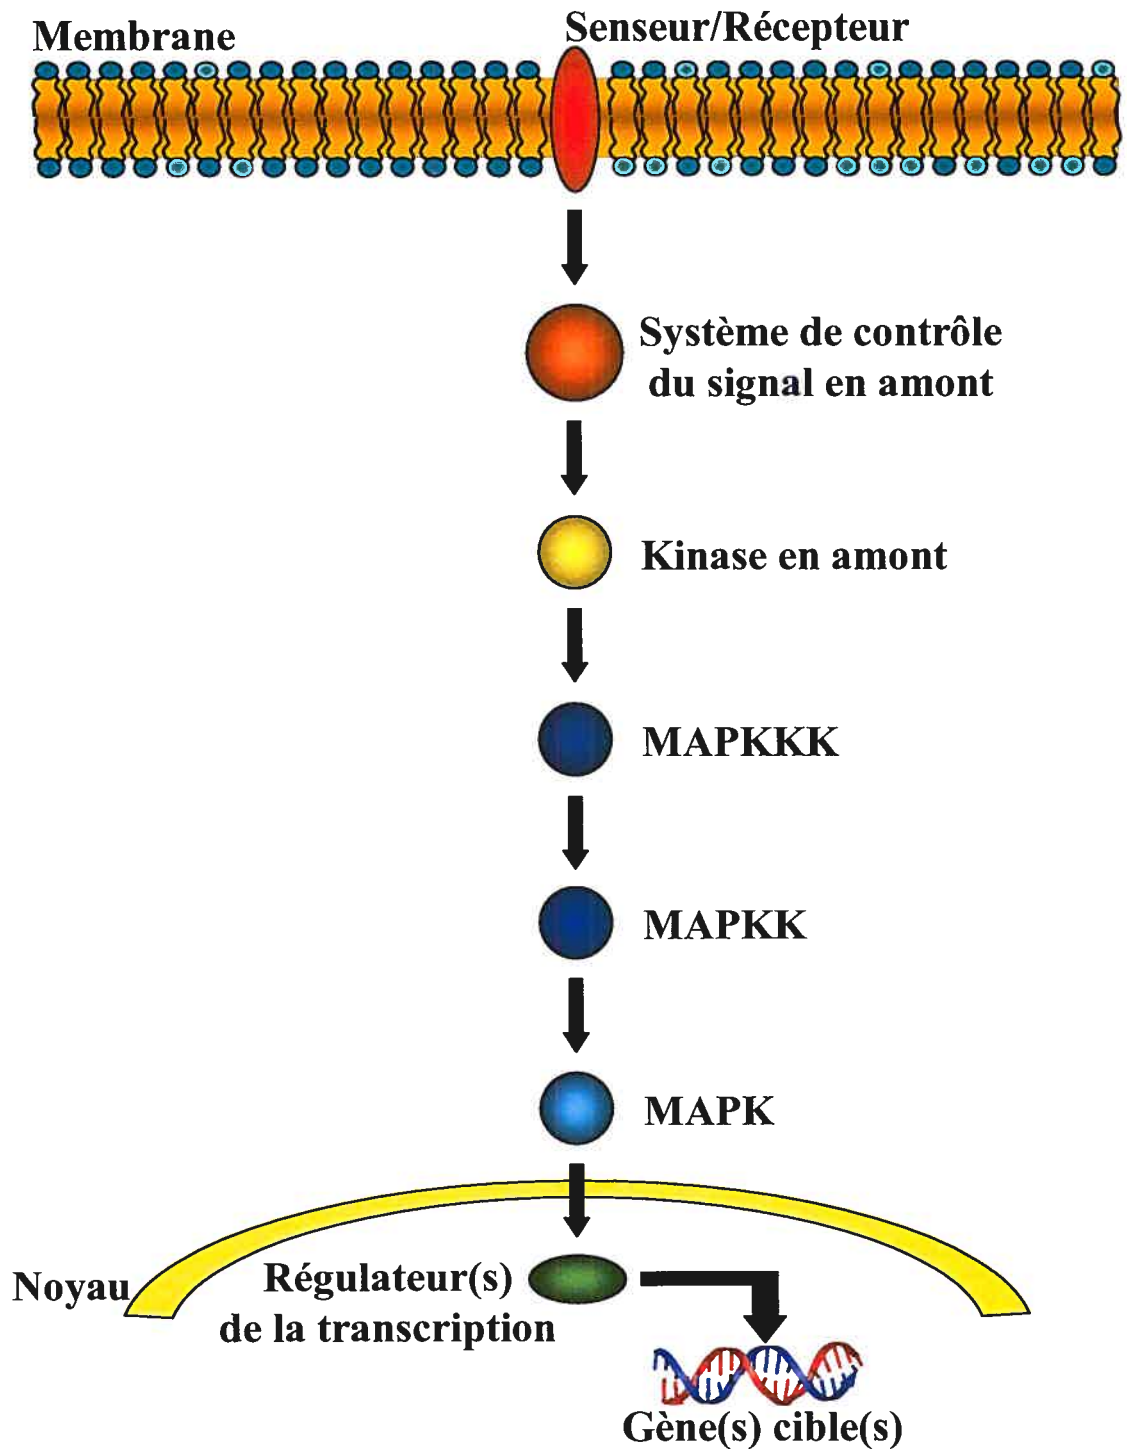 Membrane
Senseur/Récepteur
Système de contrôle
du signal en amont
Kinase en amont
MAPKKK
MAPKK
MAPK
Noyau
Régulateur(s)
de la transcription
Gène(s) cible(s)